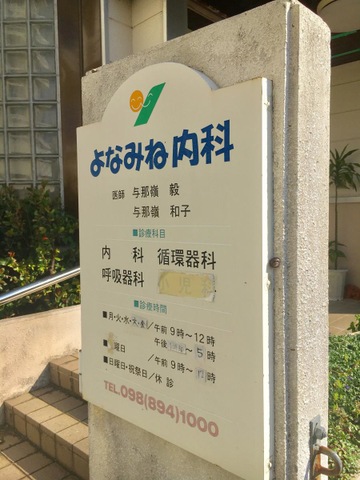 よなみね内科
医師 与那嶺 毅
与那嶺 和子
■診療科目
内 科 循環器科
呼吸器科 小児科
■診療時間
■月・火・水・木・金/午前9時〜12時
午後 〜5時
■ 曜日 /午前9時〜 時
■日曜日・祝祭日/休 診
TEL.098(894)1000